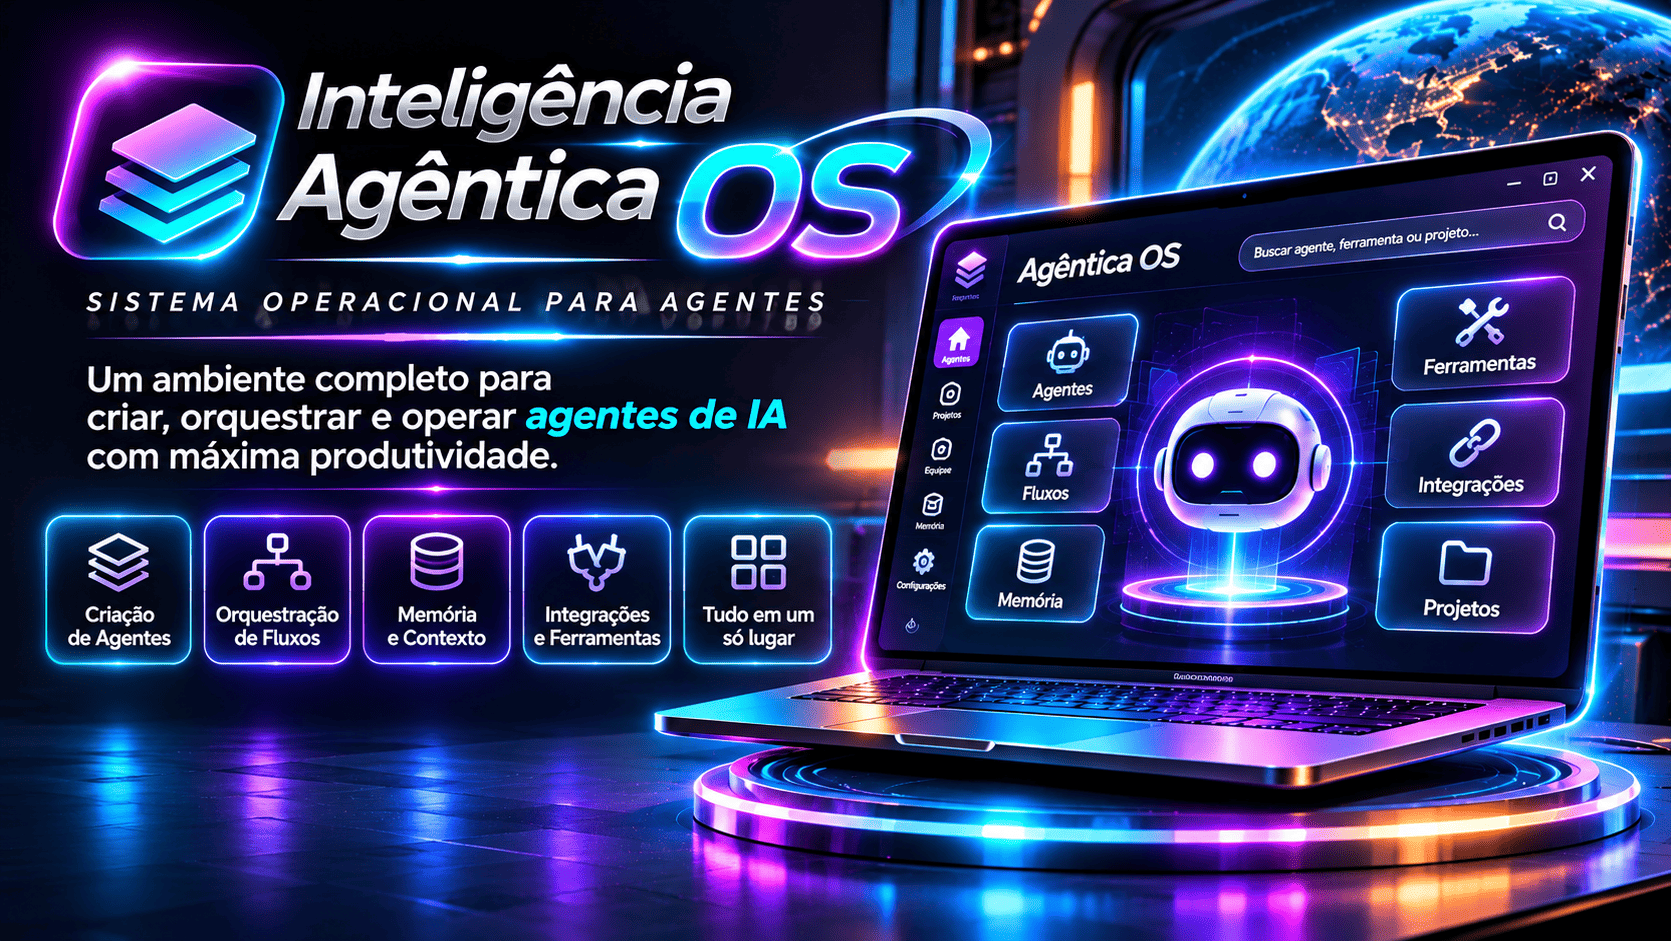 Inteligência
Agêntica OS
SISTEMA OPERACIONAL PARA AGENTES
Um ambiente completo para
criar, orquestrar e operar agentes de IA
com máxima produtividade.
Criação
de Agentes
Orquestração
de Fluxos
Memória
e Contexto
Integrações
e Ferramentas
Tudo em um
só lugar
Agêntica OS
Buscar agente, ferramenta ou projeto...
Agentes
Projetos
Equipse
Memória
Configurações
Agentes
Fluxos
Memória
Ferramentas
Integrações
Projetos